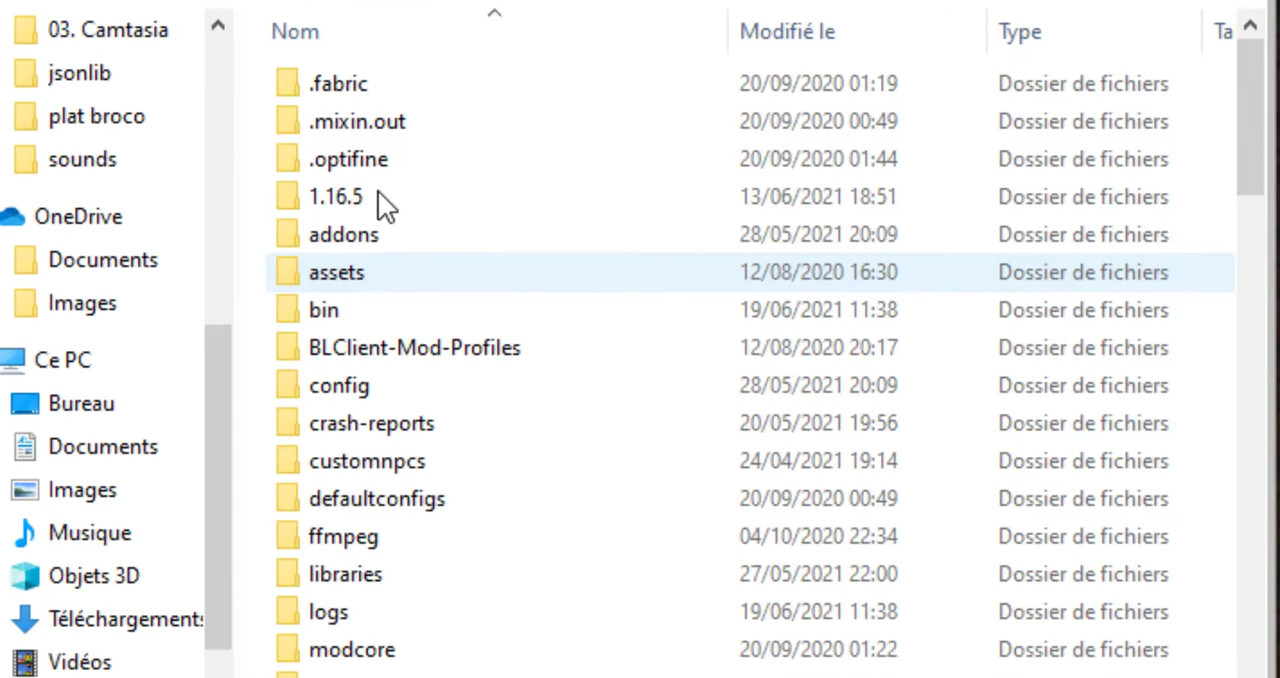 03. Camtasia
jsonlib
plat broco
sounds
OneDrive
Documents
Images
Ce PC
Bureau
Documents
Images
Musique
Objets 3D
Téléchargements
Vidéos
Nom Modifié le Type Ta
.fabric 20/09/2020 01:19 Dossier de fichiers
.mixin.out 20/09/2020 00:49 Dossier de fichiers
.optifine 20/09/2020 01:44 Dossier de fichiers
1.16.5 13/06/2021 18:51 Dossier de fichiers
addons 28/05/2021 20:09 Dossier de fichiers
assets 12/08/2020 16:30 Dossier de fichiers
bin 19/06/2021 11:38 Dossier de fichiers
BLClient-Mod-Profiles 12/08/2020 20:17 Dossier de fichiers
config 28/05/2021 20:09 Dossier de fichiers
crash-reports 20/05/2021 19:56 Dossier de fichiers
customnpcs 24/04/2021 19:14 Dossier de fichiers
defaultconfigs 20/09/2020 00:49 Dossier de fichiers
ffmpeg 04/10/2020 22:34 Dossier de fichiers
libraries 27/05/2021 22:00 Dossier de fichiers
logs 19/06/2021 11:38 Dossier de fichiers
modcore 20/09/2020 01:22 Dossier de fichiers